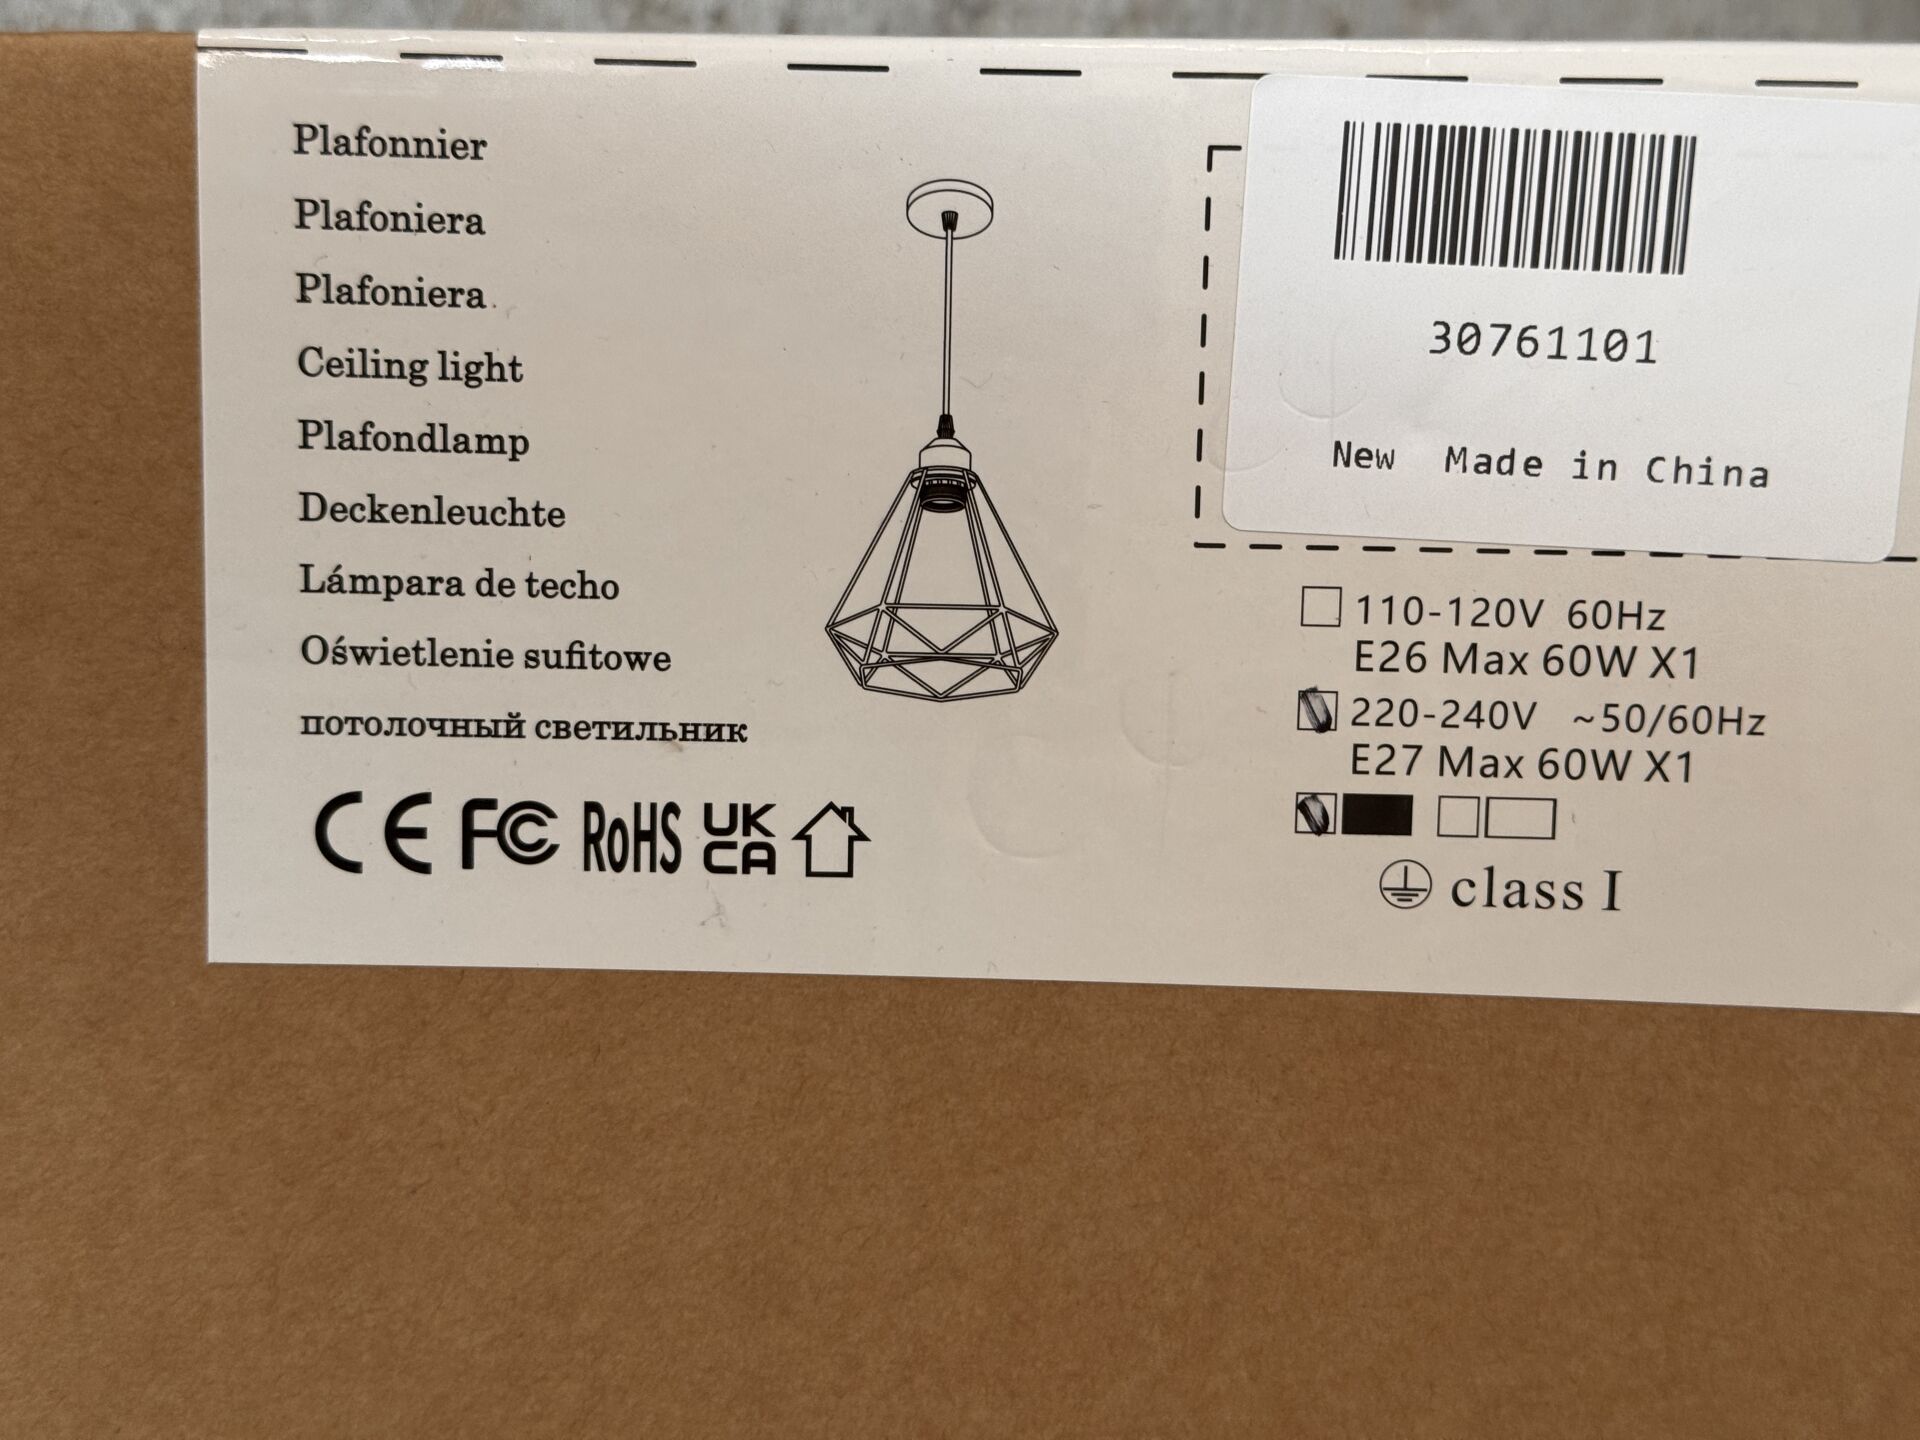 Plafonnier
Plafoniera
Plafoniera
Ceiling light
Plafondlamp
Deckenleuchte
Lámpara de techo
Oświetlenie sufitowe
потолочный светильник
CE FC RoHS UK
CA
30761101
New Made in China
110-120V 60Hz
E26 Max 60W X1
220-240V ~50/60Hz
E27 Max 60W X1
class I